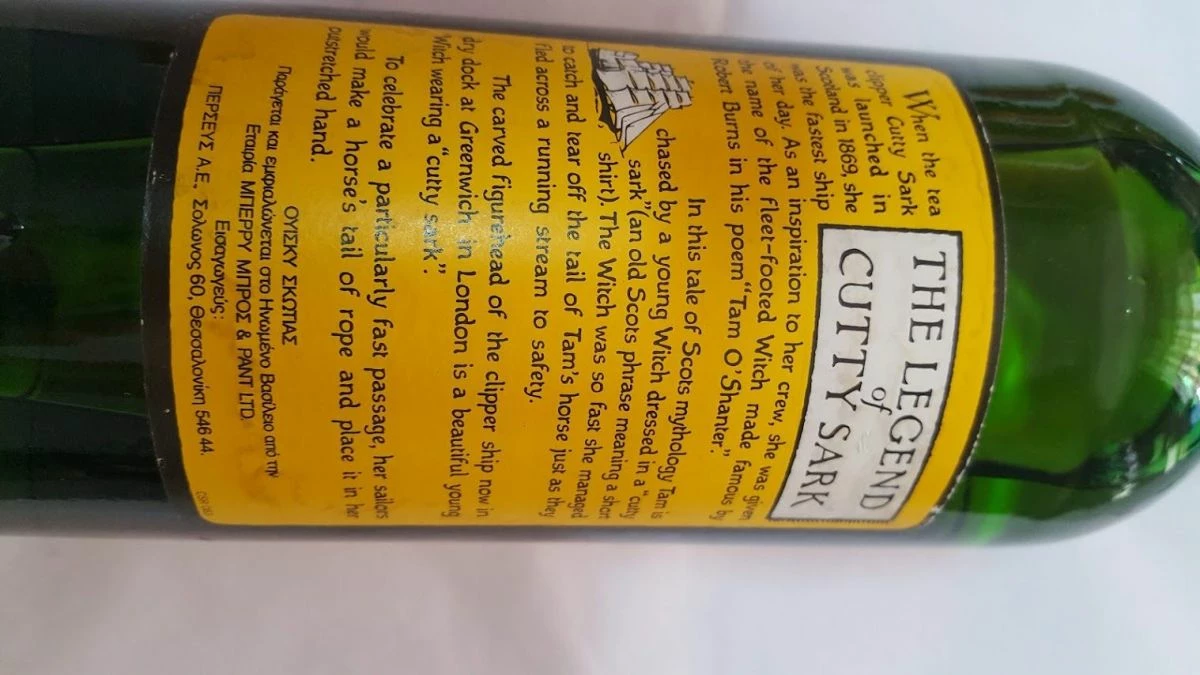 THE LEGEND
of
CUTTY SARK
When the tea
clipper Cutty Sark
was launched in
Scotland in 1869, she
was the fastest ship
of her day. As an inspiration to her crew, she was given
the name of the fleet-footed Witch made famous by
Robert Burns in his poem "Tam O'Shanter."
In this tale of Scots mythology Tam is
chased by a young Witch dressed in a "cutty
sark" (an old Scots phrase meaning a short
shirt). The Witch was so fast she managed
to catch and tear off the tail of Tam's horse just as they
fled across a running stream to safety.
The carved figurehead of the clipper ship now in
dry dock at Greenwich in London is a beautiful young
Witch wearing a "cutty sark".
To celebrate a particularly fast passage, her sailors
would make a horse's tail of rope and place it in her
outstretched hand.
ΟΥΙΣΚΥ ΣΚΩΤΙΑΣ
Παράγεται και εμφιαλώνεται στο Ηνωμένο Βασίλειο από την
Εταιρία ΜΠΕΡΡΥ ΜΠΡΟΣ & ΡΑΝΤ LTD.
Εισαγωγεύς:
ΠΕΡΣΕΥΣ Α.Ε., Σόλωνος 60, Θεσσαλονίκη 546 44.